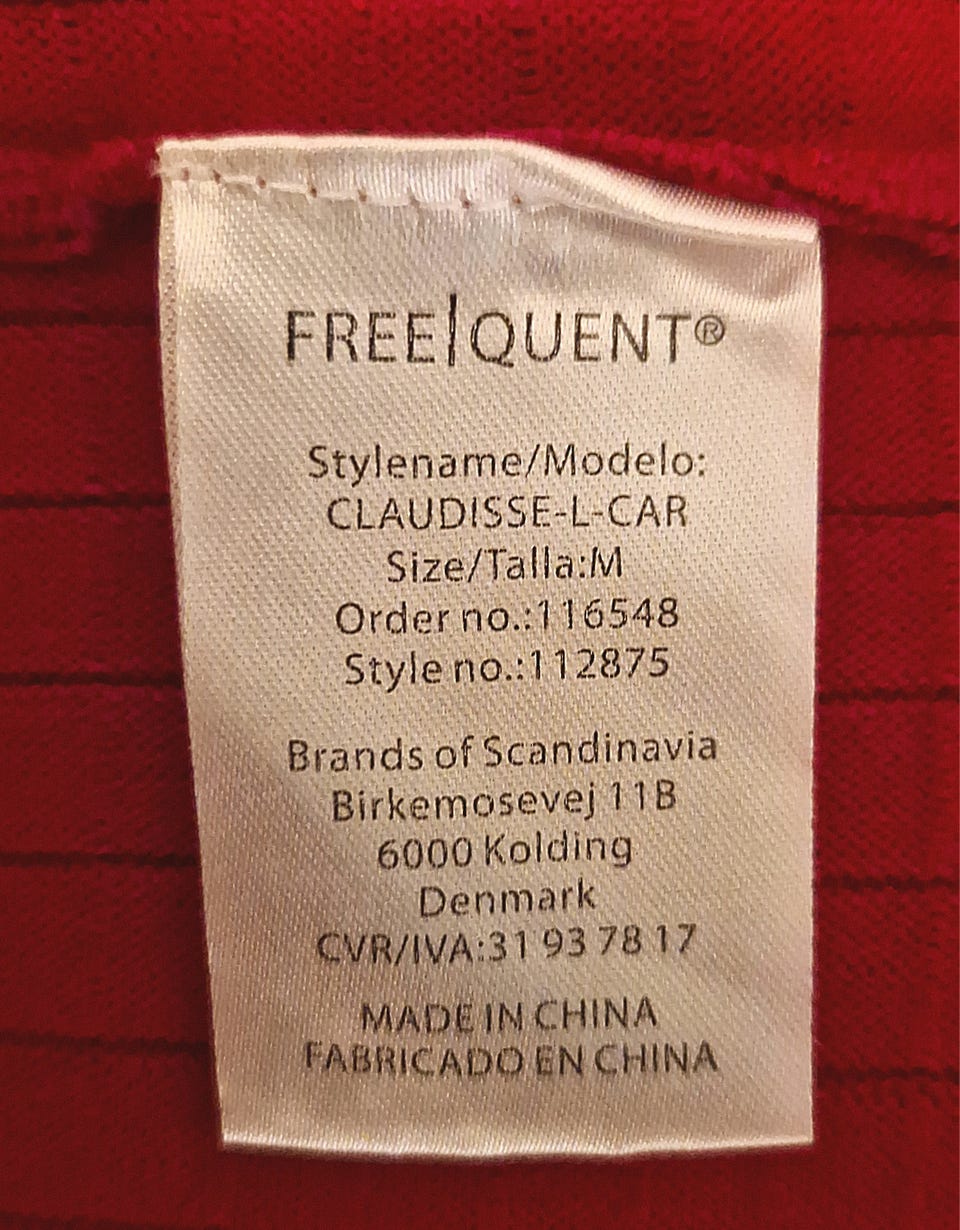 FREE|QUENT®
Stylename/Modelo:
CLAUDISSE-L-CAR
Size/Talla:M
Order no.:116548
Style no.:112875
Brands of Scandinavia
Birkemosevej 11B
6000 Kolding
Denmark
CVR/IVA:31 93 78 17
MADE IN CHINA
FABRICADO EN CHINA